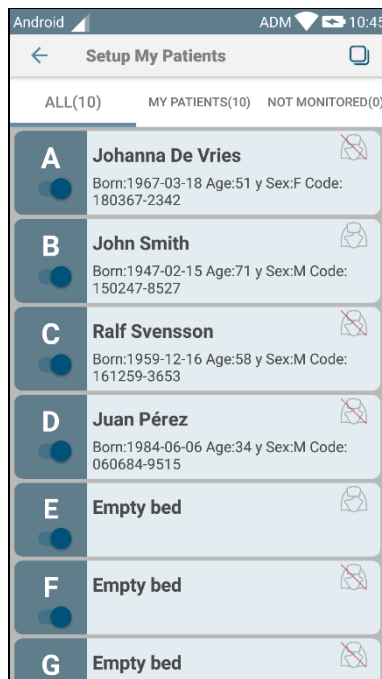 Android ADM 10:45
Setup My Patients
ALL(10) MY PATIENTS(10) NOT MONITORED(0)
A Johanna De Vries
Born:1967-03-18 Age:51 y Sex:F Code:
180367-2342
B John Smith
Born:1947-02-15 Age:71 y Sex:M Code:
150247-8527
C Ralf Svensson
Born:1959-12-16 Age:58 y Sex:M Code:
161259-3653
D Juan Pérez
Born:1984-06-06 Age:34 y Sex:M Code:
060684-9515
E Empty bed
F Empty bed
G Empty bed